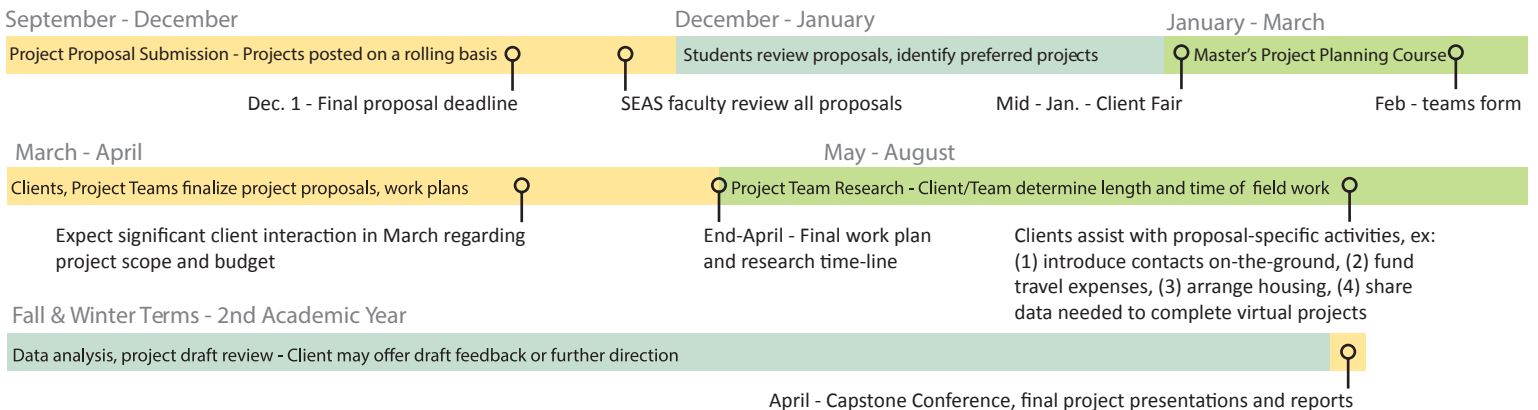 September - December
December - January
January - March
Project Proposal Submission - Projects posted on a rolling basis
Students review proposals, identify preferred projects
Master's Project Planning Course
Dec. 1 - Final proposal deadline
SEAS faculty review all proposals
Mid - Jan. - Client Fair
Feb - teams form
March - April
May - August
Clients, Project Teams finalize project proposals, work plans
Project Team Research - Client/Team determine length and time of field work
Expect significant client interaction in March regarding
project scope and budget
End-April - Final work plan
and research time-line
Clients assist with proposal-specific activities, ex:
(1) introduce contacts on-the-ground, (2) fund
travel expenses, (3) arrange housing, (4) share
data needed to complete virtual projects
Fall & Winter Terms - 2nd Academic Year
Data analysis, project draft review - Client may offer draft feedback or further direction
April - Capstone Conference, final project presentations and reports